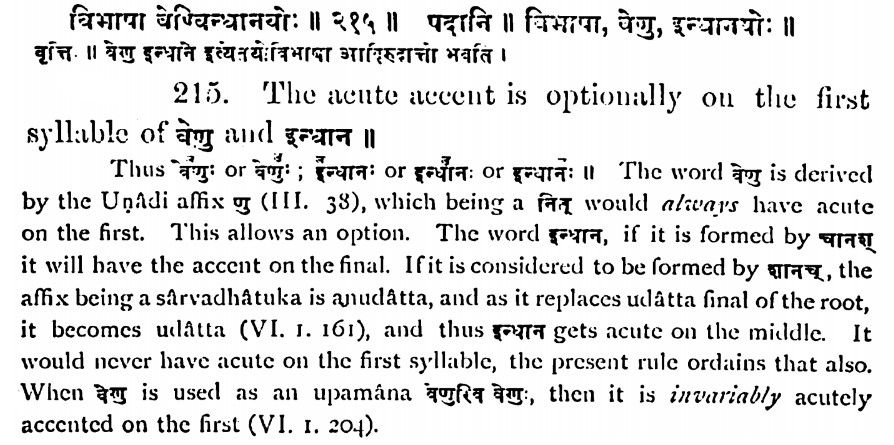 विभाषा वेण्विन्धानयोः ॥ २१५ ॥ पदानि ॥ विभाषा, वेणु, इन्धानयोः ॥
वृत्तिः ॥ वेणु इन्धान इत्येतयोर्विभाषा आदिरुदात्तो भवति ।
215. The acute accent is optionally on the first
syllable of वेणु and इन्धान ॥
Thus वे॑णुः or वेणुः॑ ; इ॑न्धानः or इन्धा॑नः or इन्धानः॑ ॥ The word वेणु is derived
by the Uṇâdi affix णु (III. 38), which being a नित् would always have acute
on the first. This allows an option. The word इन्धान, if it is formed by चानश्
it will have the accent on the final. If it is considered to be formed by शानच्, the
affix being a sârvadhâtuka is anudâtta, and as it replaces udâtta final of the root,
it becomes udâtta (VI. 1. 161), and thus इन्धान gets acute on the middle. It
would never have acute on the first syllable, the present rule ordains that also.
When वेणु is used as an upamâna वेणुरिव वेणुः, then it is invariably acutely
accented on the first (VI. 1. 204).